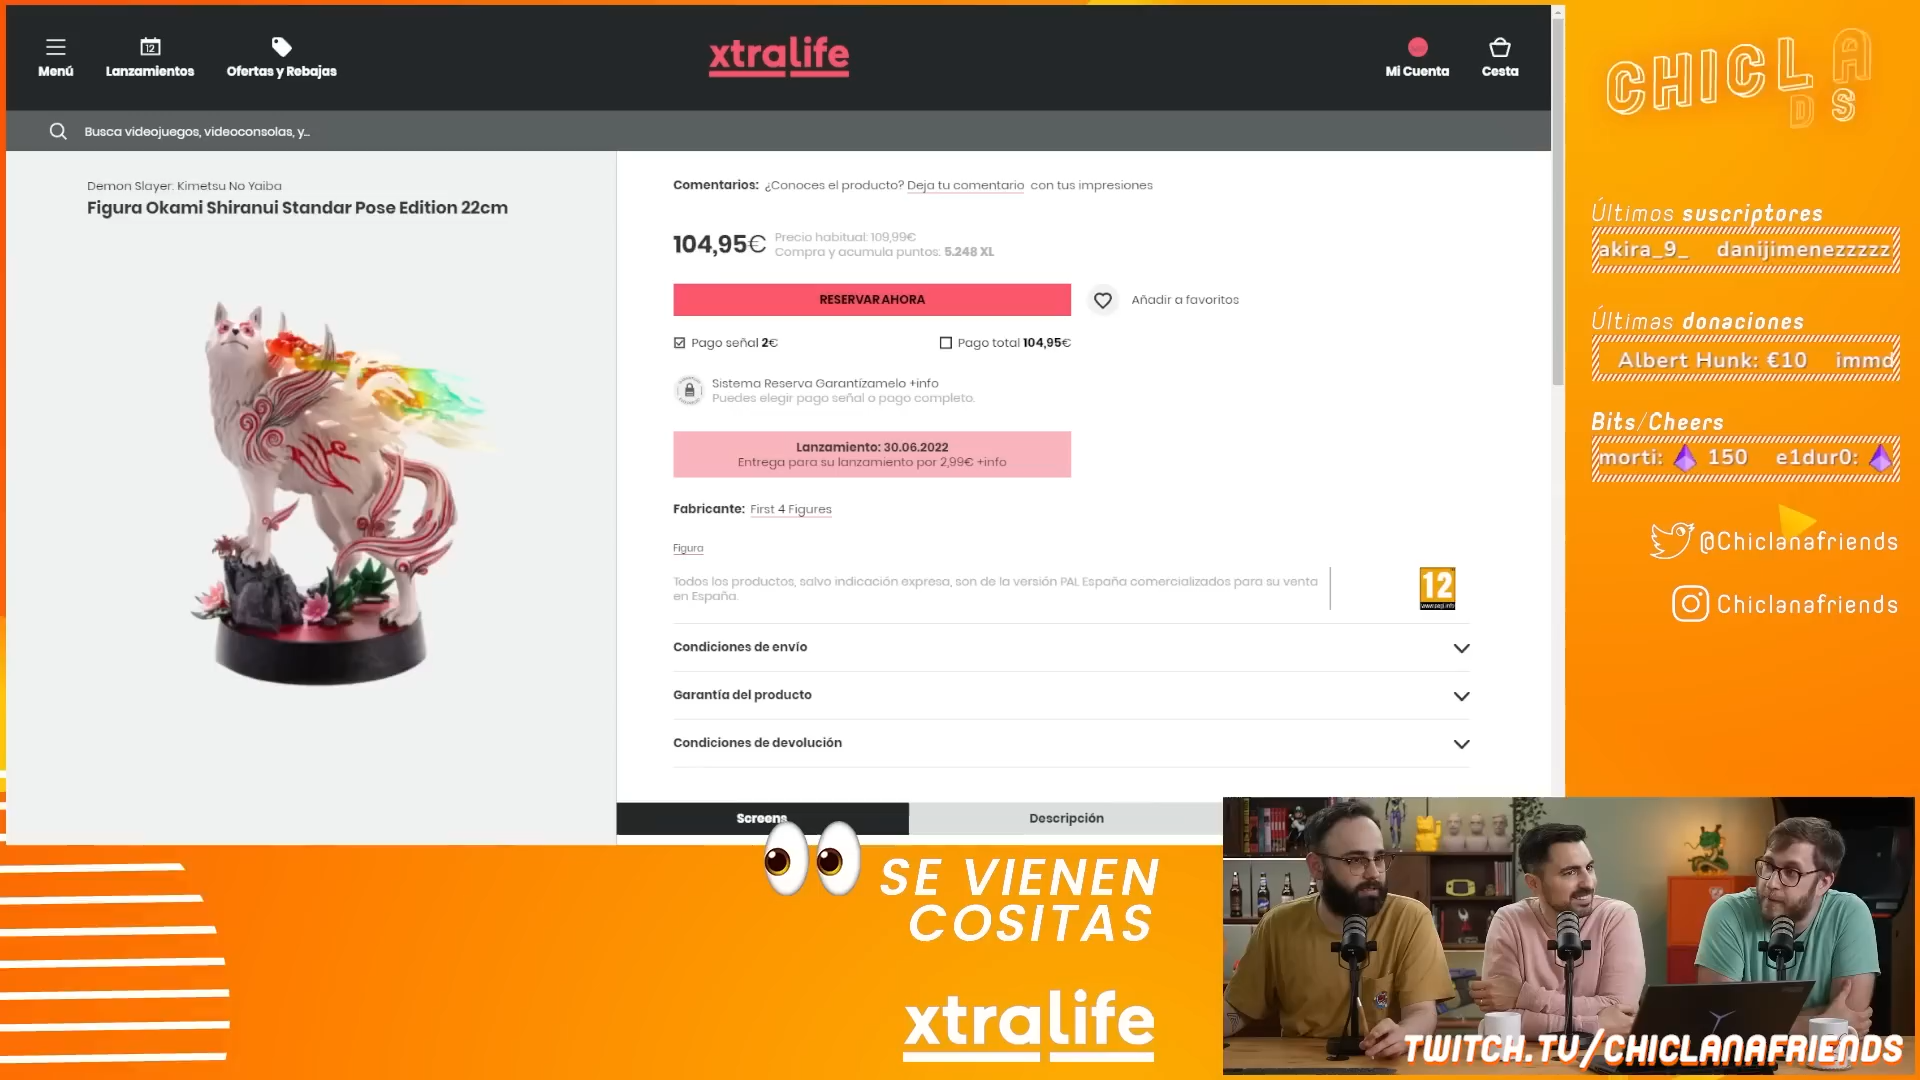 Menú
12
Lanzamientos
Ofertas y Rebajas
xtralife
Mi Cuenta
Cesta
Busca videojuegos, videoconsolas, y...
Demon Slayer: Kimetsu No Yaiba
Figura Okami Shiranui Standar Pose Edition 22cm
Comentarios: ¿Conoces el producto? Deja tu comentario con tus impresiones
104,95€
Precio habitual: 109,99€
Compra y acumula puntos: 5.248 XL
RESERVAR AHORA
Añadir a favoritos
Pago señal 2€
Pago total 104,95€
Sistema Reserva Garantízamelo +info
Puedes elegir pago señal o pago completo.
Lanzamiento: 30.06.2022
Entrega para su lanzamiento por 2,99€ +info
Fabricante: First 4 Figures
Figura
Todos los productos, salvo indicación expresa, son de la versión PAL España comercializados para su venta
en España.
12
www.pegi.info
Condiciones de envío
Garantía del producto
Condiciones de devolución
Screens
Descripción
CHICLANA
DS
Últimos suscriptores
akira_9_ danijimenezzzzz
Últimas donaciones
Albert Hunk: €10 immd
Bits/Cheers
morti: 150 e1dur0:
@Chiclanafriends
Chiclanafriends
SE VIENEN
COSITAS
xtralife
TWITCH.TV/CHICLANAFRIENDS